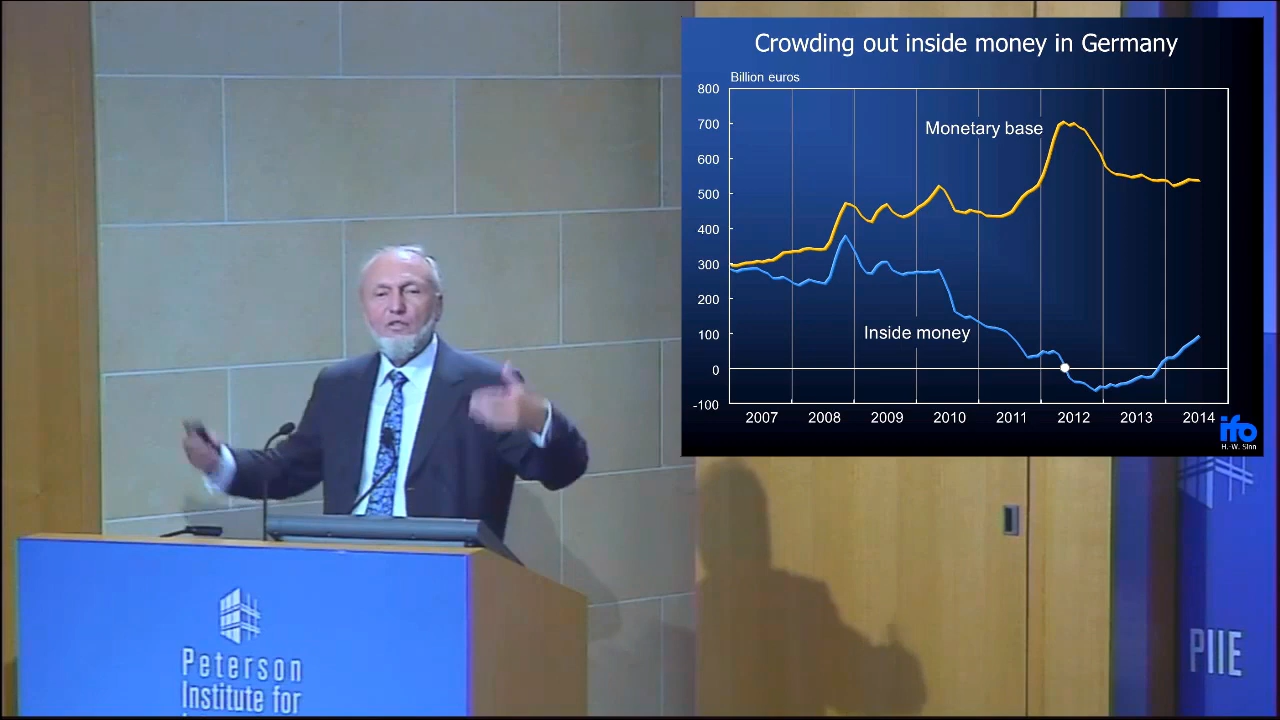 Crowding out inside money in Germany
Billion euros
800
700
600
500
400
300
200
100
0
-100
Monetary base
Inside money
2007 2008 2009 2010 2011 2012 2013 2014
ifo
H.-W. Sinn
Peterson
Institute for
PIIE